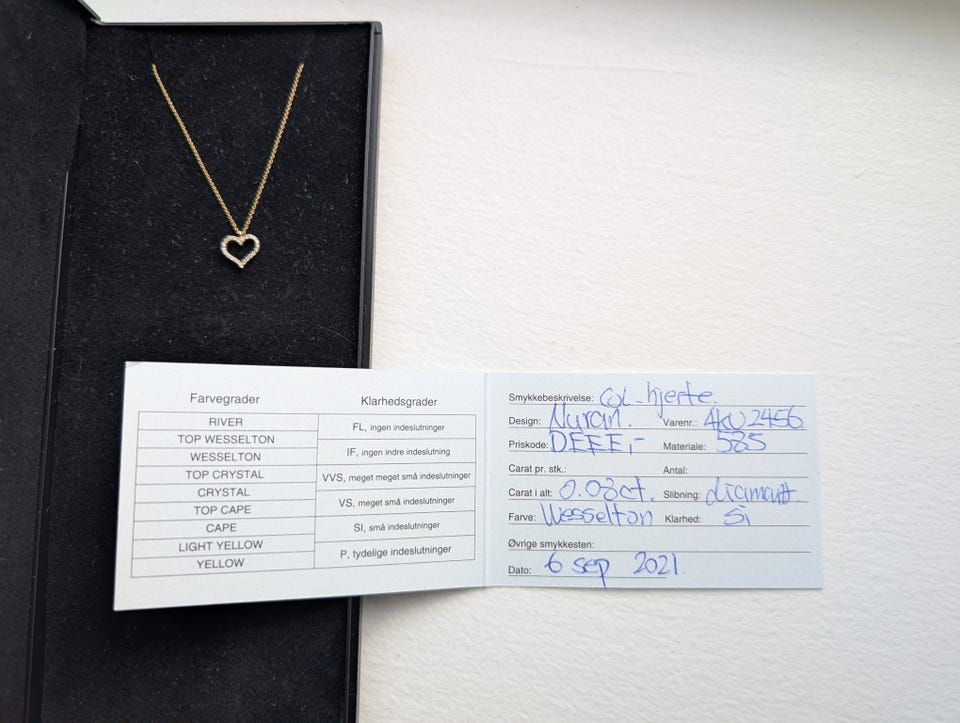 Farvegrader
RIVER
TOP WESSELTON
WESSELTON
TOP CRYSTAL
CRYSTAL
TOP CAPE
CAPE
LIGHT YELLOW
YELLOW
Klarhedsgrader
FL, ingen indeslutninger
IF, ingen indre indeslutning
VVS, meget meget små indeslutninger
VS, meget små indeslutninger
SI, små indeslutninger
P, tydelige indeslutninger
Smykkebeskrivelse: col. hjerte.
Design: Nuran. Varenr.: 2456
Priskode: DEEE,- Materiale: 585
Carat pr. stk.: Antal:
Carat i alt: 0.08ct. Slibning: diamant.
Farve: Wesselton Klarhed: Si
Øvrige smykkesten:
Dato: 6 sep 2021.